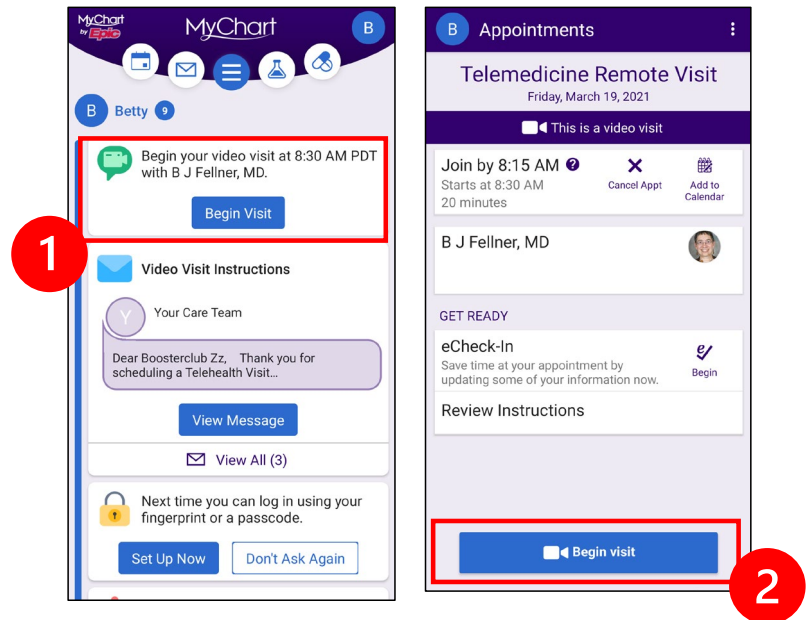 MyChart
by Epic
MyChart
B
B
Betty 9
Begin your video visit at 8:30 AM PDT
with B J Fellner, MD.
Begin Visit
1
Video Visit Instructions
Y
Your Care Team
Dear Boosterclub Zz, Thank you for
scheduling a Telehealth Visit...
View Message
View All (3)
Next time you can log in using your
fingerprint or a passcode.
Set Up Now
Don't Ask Again
B
Appointments
Telemedicine Remote Visit
Friday, March 19, 2021
This is a video visit
Join by 8:15 AM ?
Starts at 8:30 AM
20 minutes
Cancel Appt
Add to
Calendar
B J Fellner, MD
GET READY
eCheck-In
Save time at your appointment by
updating some of your information now.
e
Begin
Review Instructions
Begin visit
2